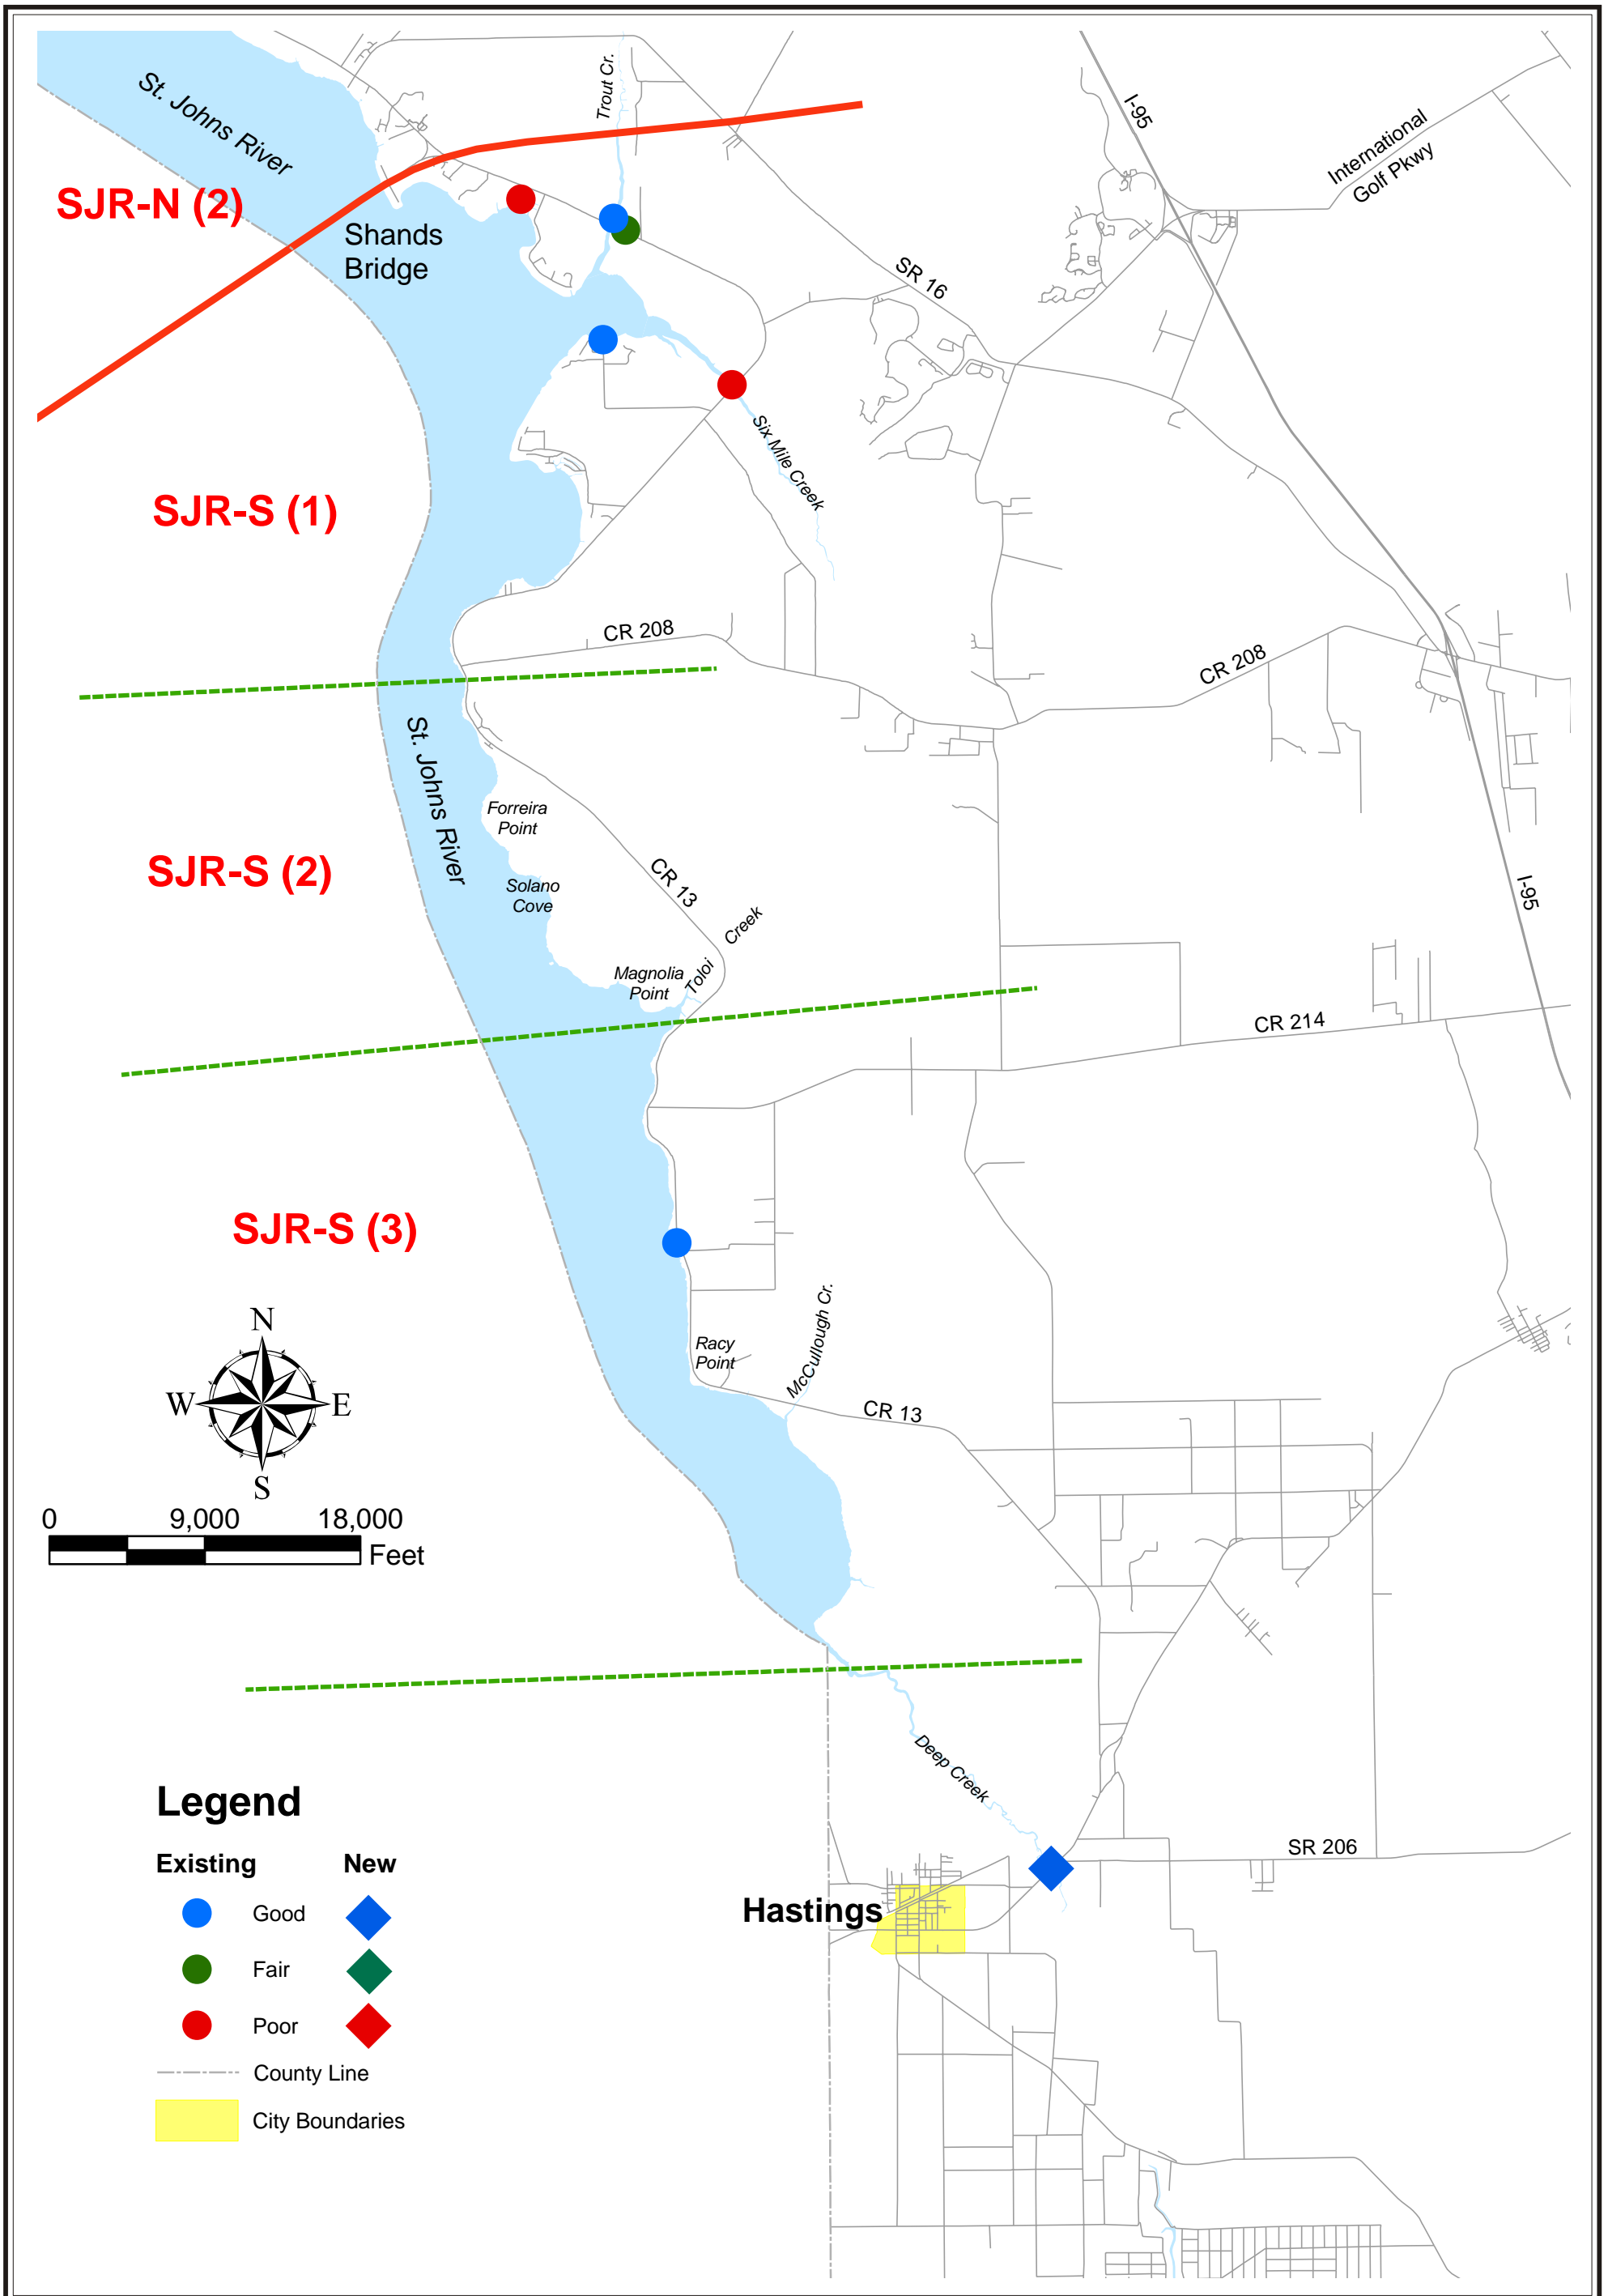 St. Johns River
Trout Cr.
I-95
International
Golf Pkwy
SJR-N (2)
Shands
Bridge
SR 16
Six Mile Creek
SJR-S (1)
CR 208
CR 208
St. Johns River
Forreira
Point
CR 13
SJR-S (2)
Solano
Cove
I-95
Toloi Creek
Magnolia
Point
CR 214
SJR-S (3)
McCullough Cr.
Racy
Point
CR 13
N
W
E
S
0 9,000 18,000
Feet
Deep Creek
Legend
SR 206
Existing New
Hastings
Good
Fair
Poor
County Line
City Boundaries